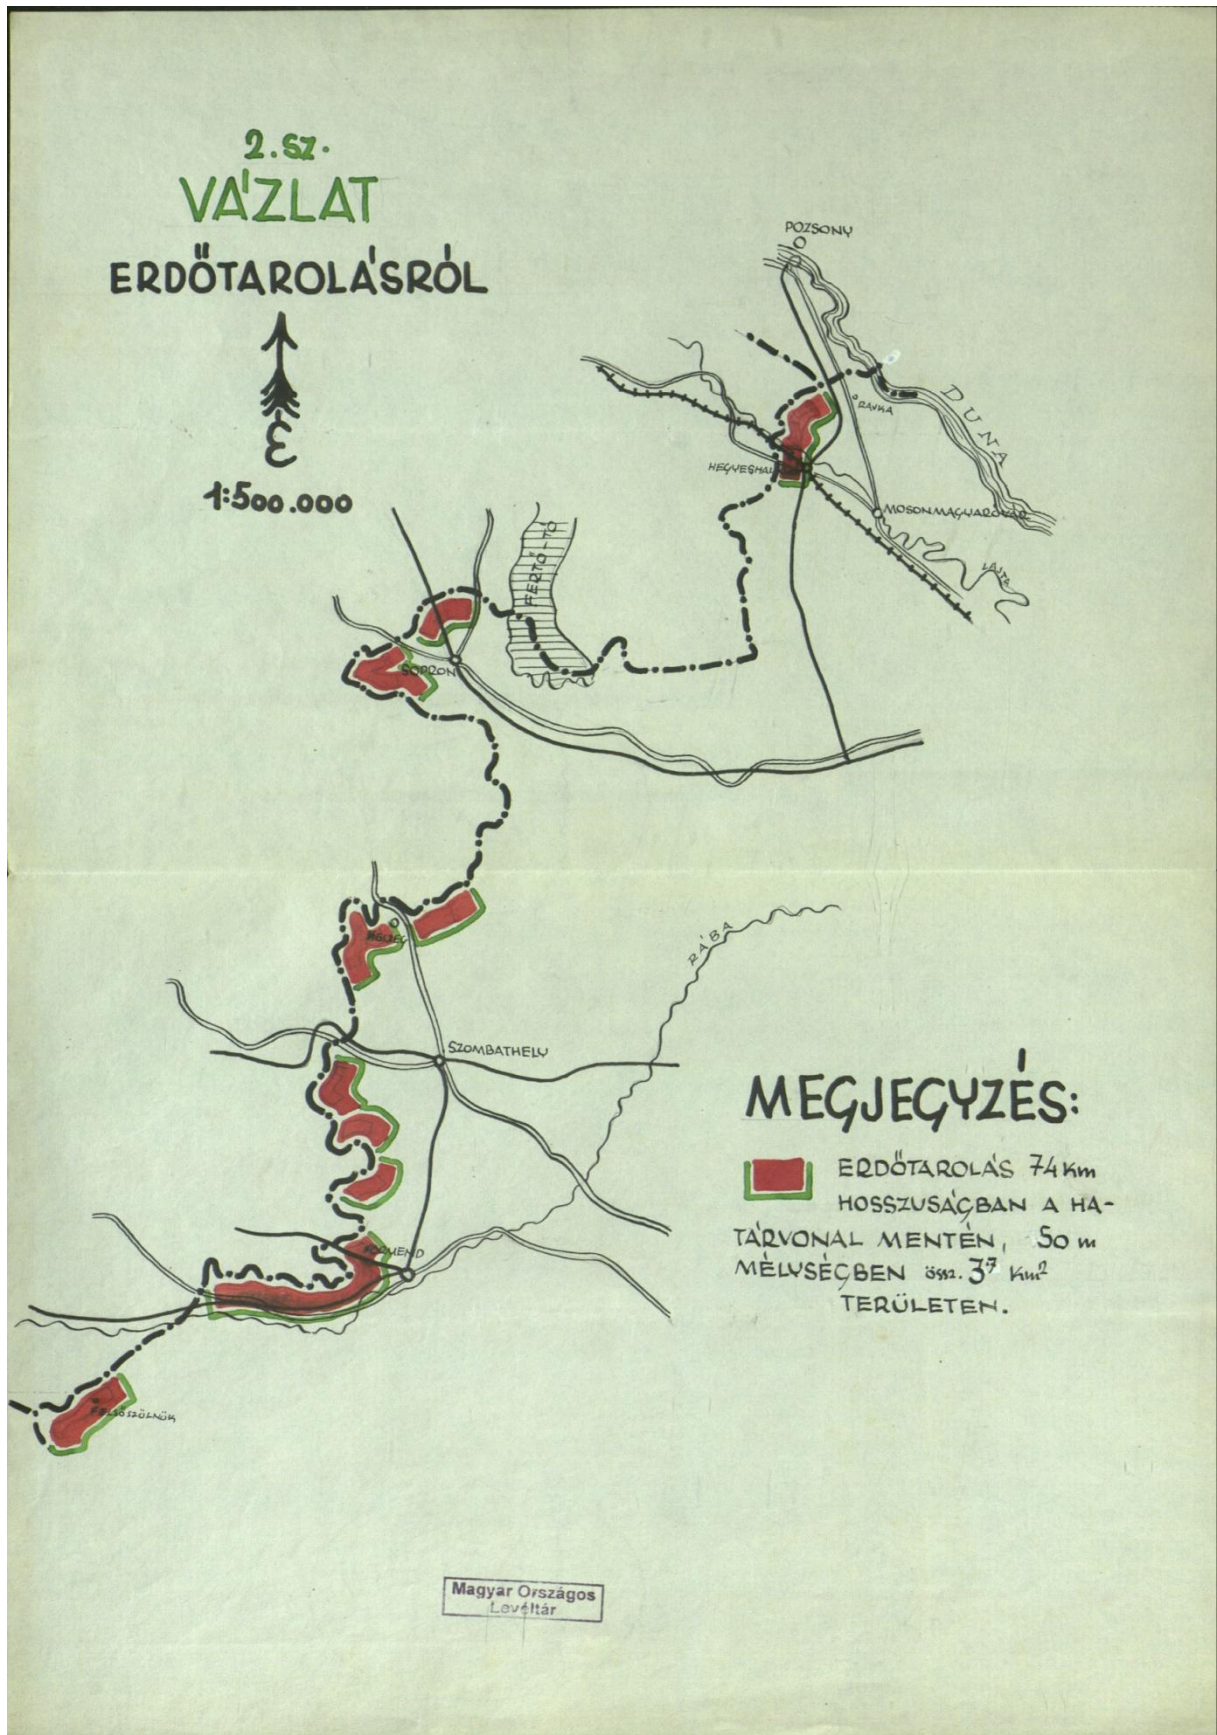 2. SZ.
VÁZLAT
ERDŐTAROLÁSRÓL
É
1:500.000
POZSONY
DUNA
RAJKA
HEGYESHAL
MOSONMAGYARÓVÁR
LAJTA
FERTŐ-TÓ
SOPRON
KŐSZEG
RÁBA
SZOMBATHELY
KÖRMEND
FELSŐSZÖLNÖK
MEGJEGYZÉS:
ERDŐTAROLÁS 74 km
HOSSZUSÁGBAN A HA-
TÁRVONAL MENTÉN, 50 m
MÉLYSÉGBEN össz. 3,7 Km²
TERÜLETEN.
Magyar Országos
Levéltár